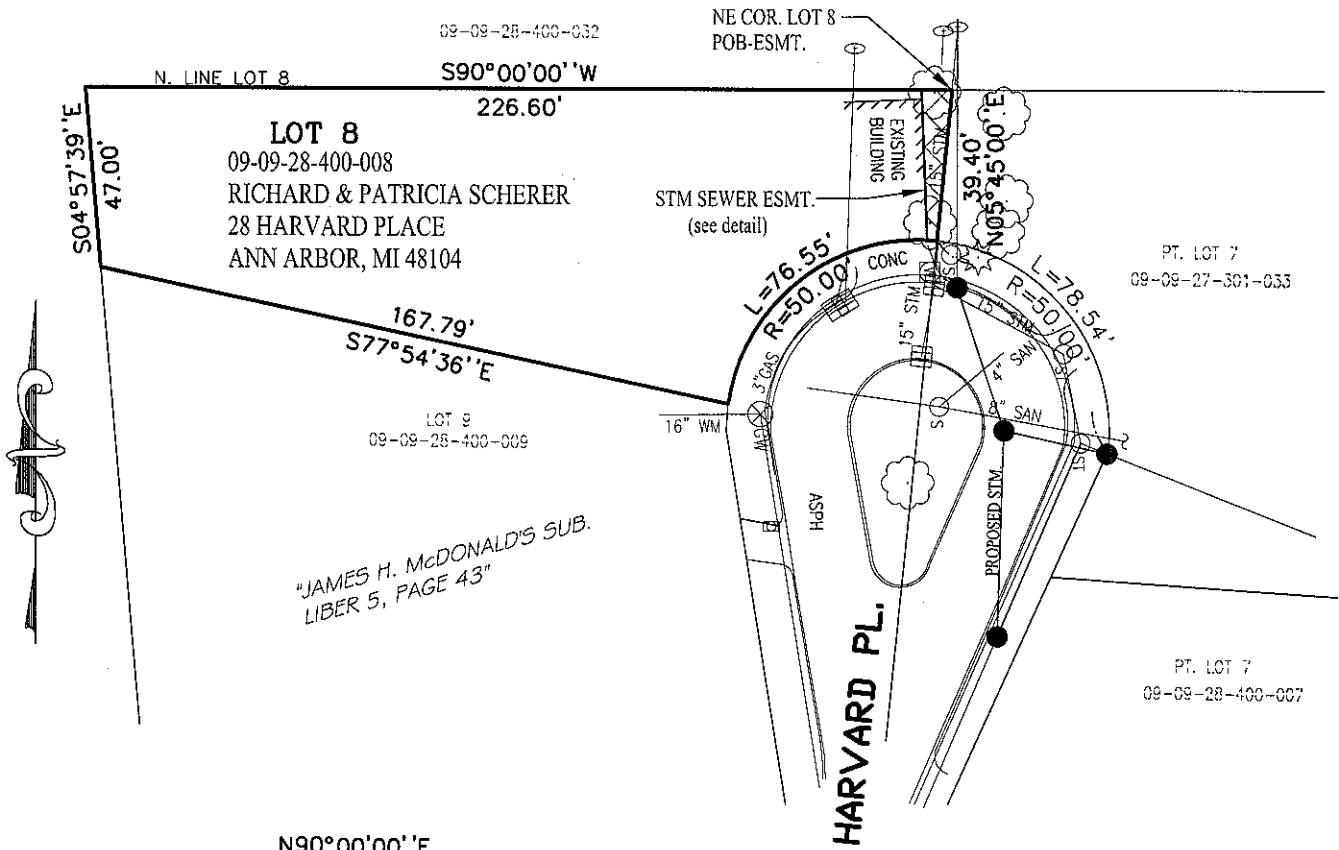 09-09-28-400-032
NE COR. LOT 8
POB-ESMT.
N. LINE LOT 8
S90°00'00''W
226.60'
S04°57'39''E
47.00'
LOT 8
09-09-28-400-008
RICHARD & PATRICIA SCHERER
28 HARVARD PLACE
ANN ARBOR, MI 48104
EXISTING
BUILDING
15" STM
39.40'
N05°45'00''E
STM SEWER ESMT.
(see detail)
PT. LOT 7
09-09-27-301-033
L=76.55'
R=50.00'
CONC
L=78.54'
R=50.00'
15" STM
15" STM
ST
4" SAN
8" SAN
S
ST
3"GAS
GW
16" WM
167.79'
S77°54'36''E
LOT 9
09-09-28-400-009
"JAMES H. McDONALD'S SUB.
LIBER 5, PAGE 43"
ASPH
PROPOSED STM.
HARVARD PL.
PT. LOT 7
09-09-28-400-007
N90°00'00''E